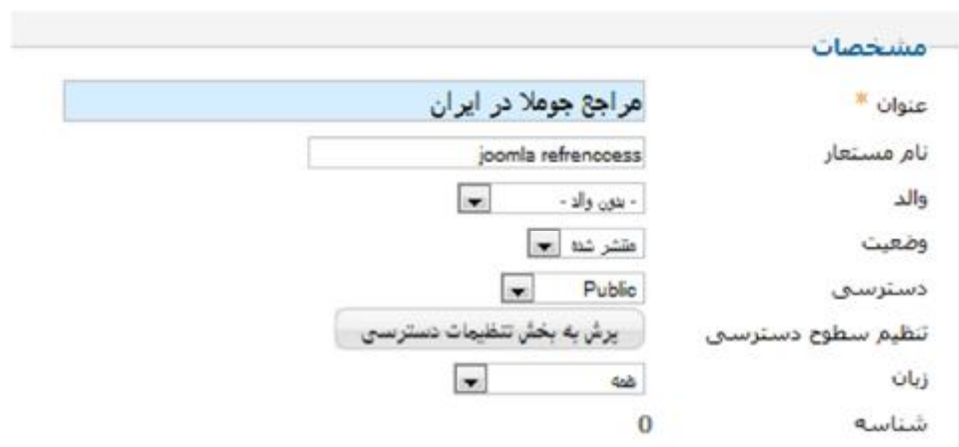 مشخصات
عنوان * مراجع جوملا در ایران
نام مستعار joomla refrenccess
والد - بدون والد -
وضعیت منتشر شده
دسترسی Public
تنظیم سطوح دسترسی پرش به بخش تنظیمات دسترسی
زبان همه
شناسه 0